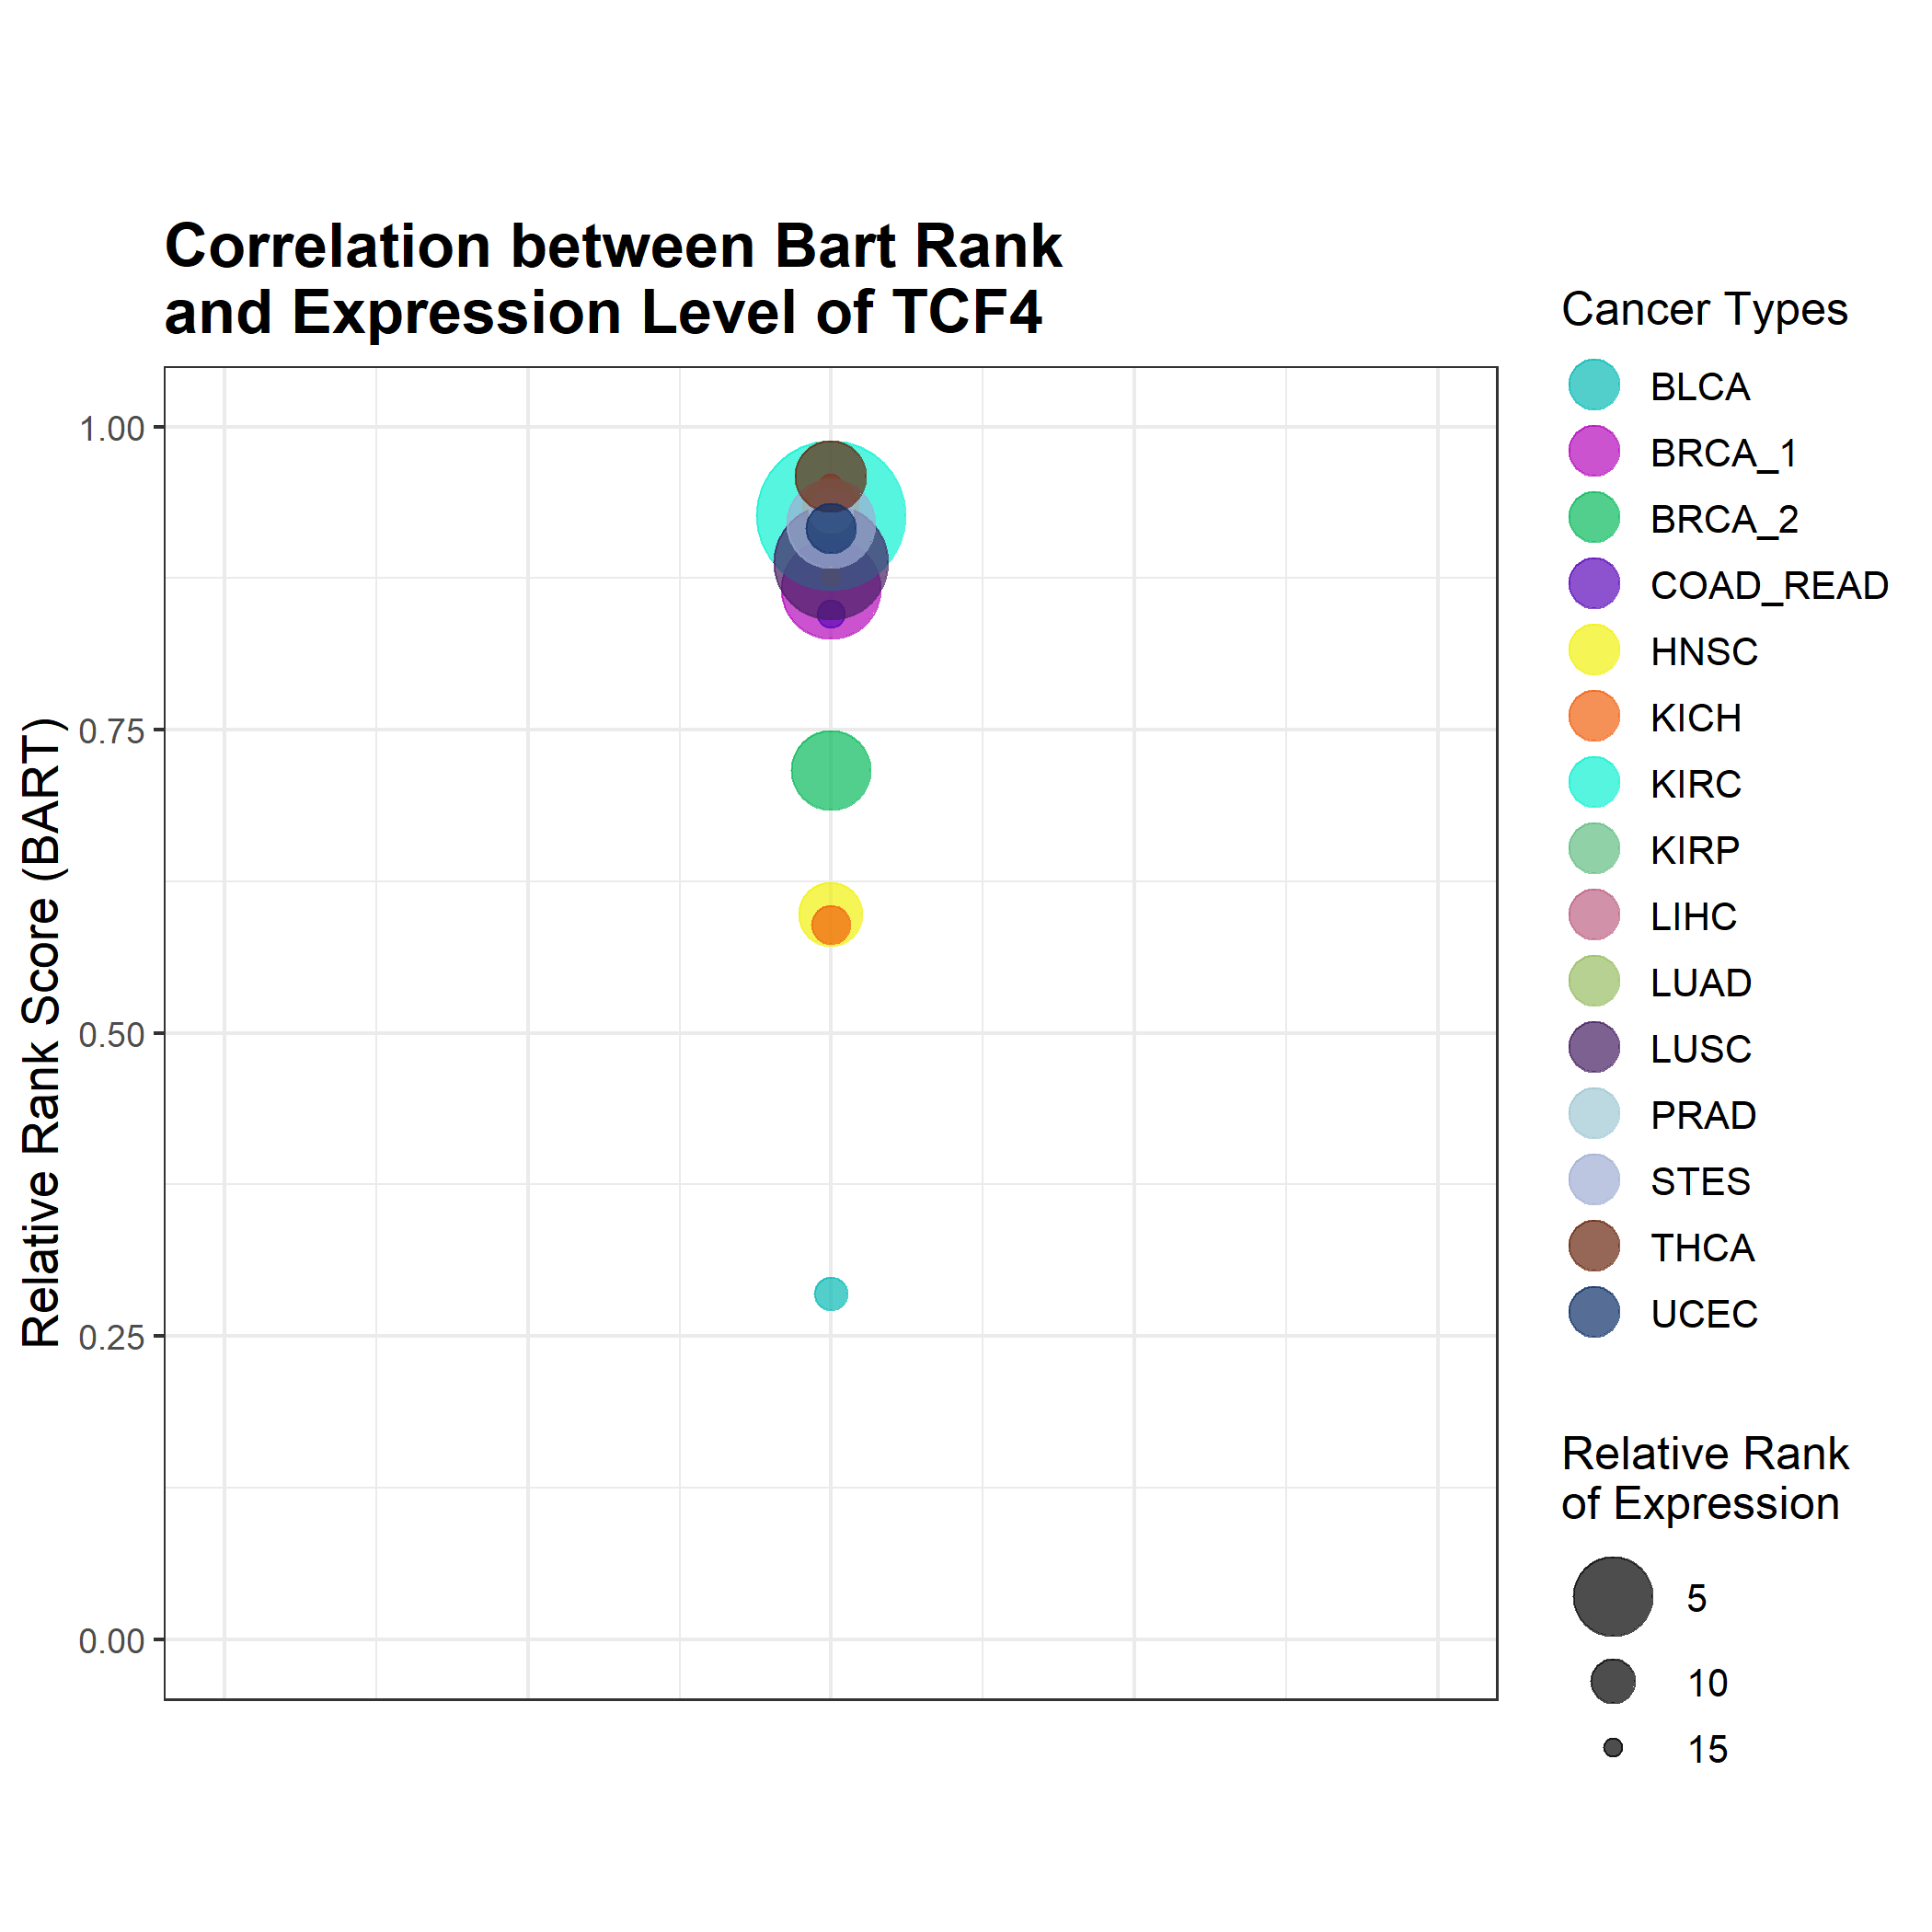 Correlation between Bart Rank
and Expression Level of TCF4
Relative Rank Score (BART)
1.00
0.75
0.50
0.25
0.00
Cancer Types
BLCA
BRCA_1
BRCA_2
COAD_READ
HNSC
KICH
KIRC
KIRP
LIHC
LUAD
LUSC
PRAD
STES
THCA
UCEC
Relative Rank
of Expression
5
10
15